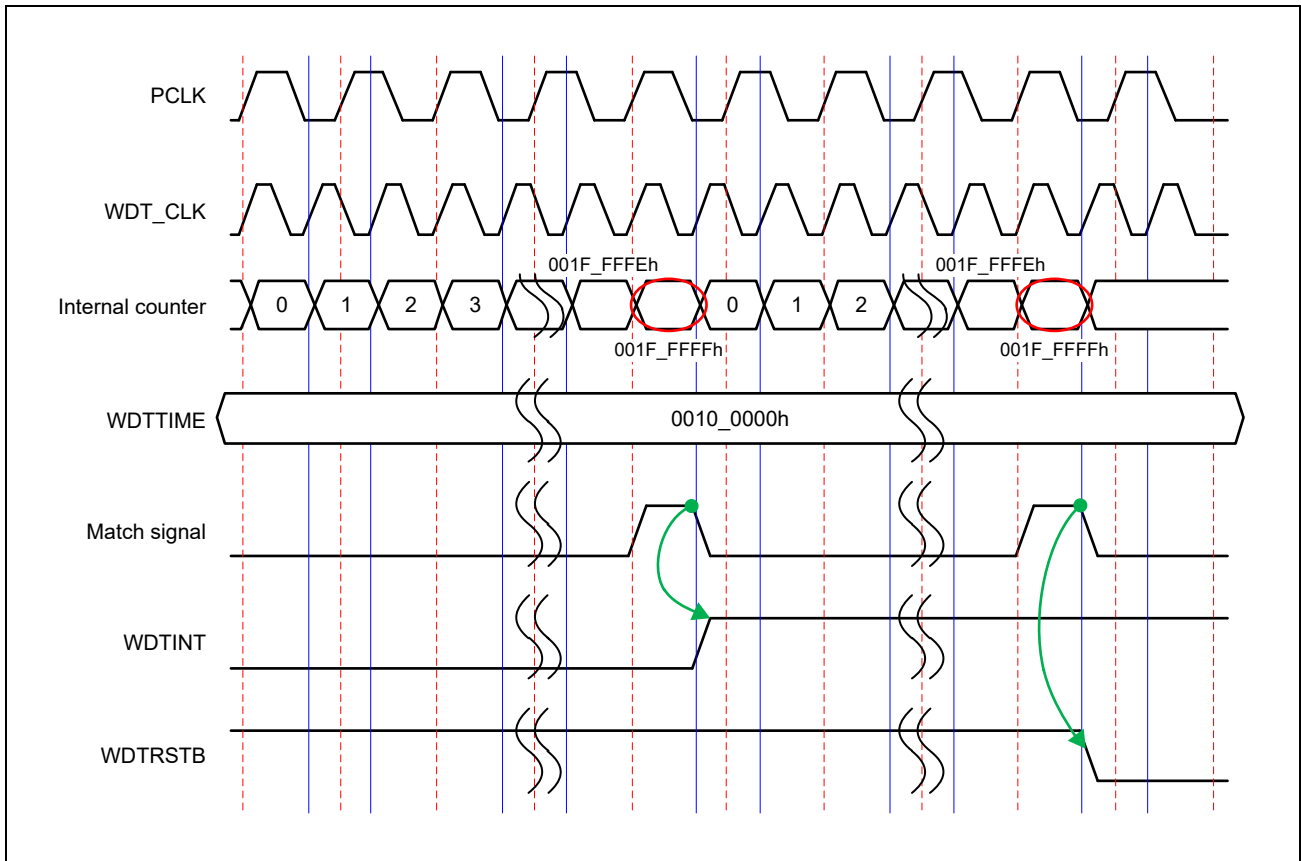 PCLK
WDT_CLK
001F_FFFEh
001F_FFFEh
Internal counter
0
1
2
3
0
1
2
001F_FFFFh
001F_FFFFh
WDTTIME
0010_0000h
Match signal
WDTINT
WDTRSTB